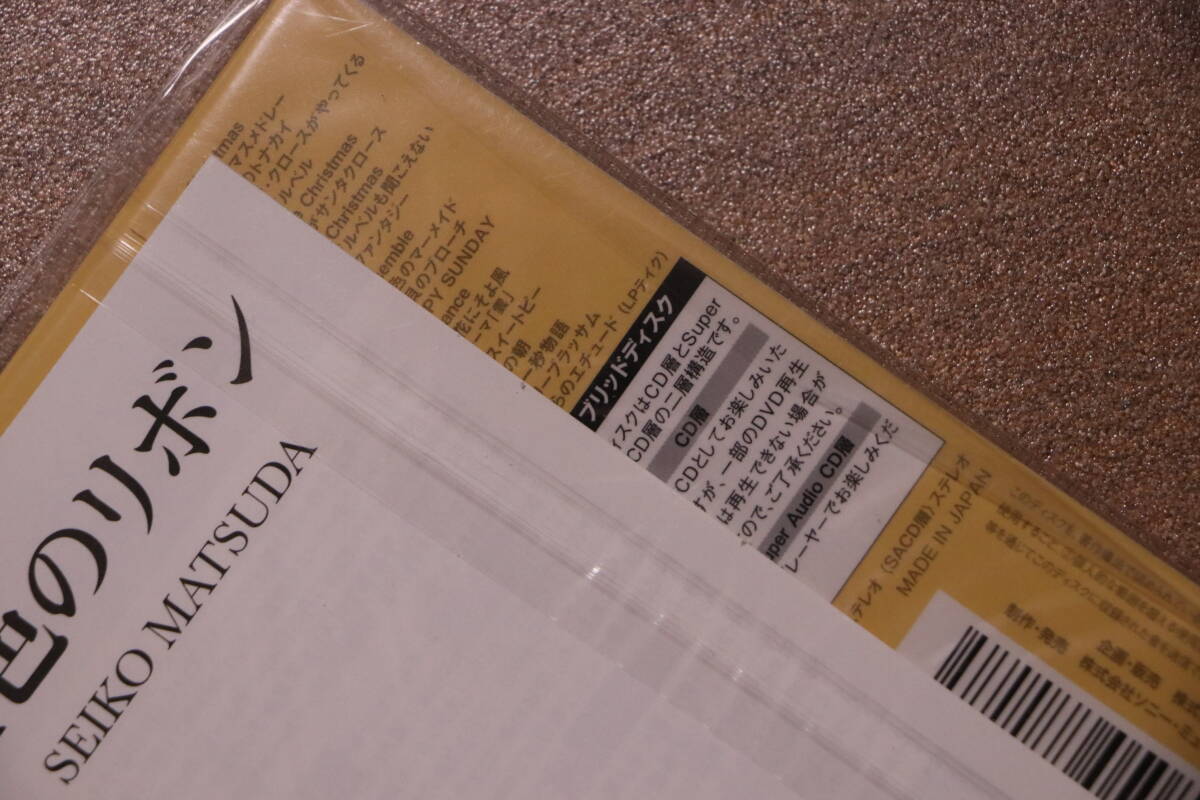 色のリボン
SEIKO MATSUDA
tmas
マスメドレー
のトナカイ
・クロースがやってくる
ルベル
Christmas
デサンタクロース
Christmas
ルベルも聞こえない
ファンタジー
emble
色のマーメイド
目のブローチ
PY SUNDAY
ence
花にそよ風
ーマ「蛍」
スイートピー
の朝
一秒物語
ーブラッサム
らのエチュード (LPテイク)
ブリッドディスク
ィスクはCD層とSuper
CD層の二層構造です。
CD層
CDとしてお楽しみいた
すが、一部のDVD再生
は再生できない場合が
ので、ご了承ください。
uper Audio CD層
レーヤーでお楽しみくだ
ステレオ 〈SACD層〉ステレオ
MADE IN JAPAN
制作・発売
企画・販売
株式会社ソニー・ミ